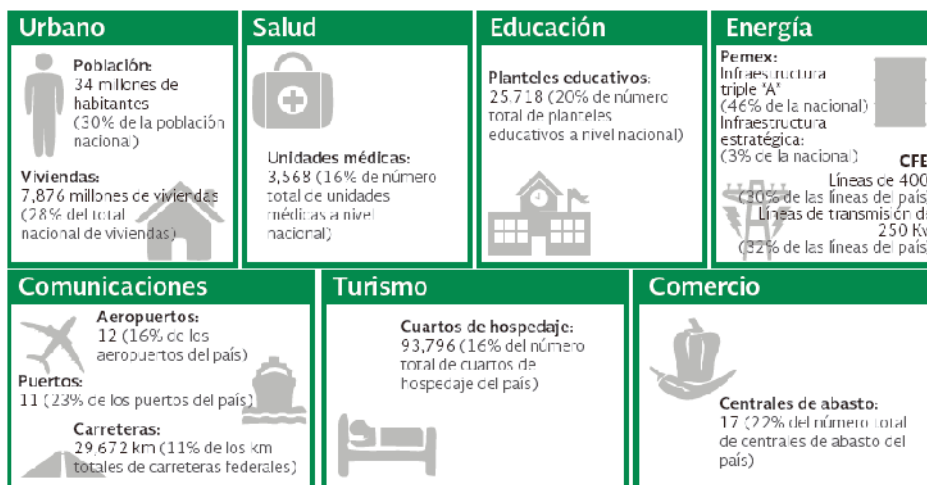 Urbano
Población:
34 millones de
habitantes
(30% de la población
nacional)
Viviendas:
7,876 millones de viviendas
(28% del total
nacional de viviendas)
Salud
Unidades médicas:
3,568 (16% de número
total de unidades
médicas a nivel
nacional)
Educación
Planteles educativos:
25,718 (20% de número
total de planteles
educativos a nivel nacional)
Energía
Pemex:
Infraestructura
triple "A"
(46% de la nacional)
Infraestructura
estratégica:
(3% de la nacional)
CFE
Líneas de 400
(30% de las líneas del país)
Líneas de transmisión de
250 Kv
(32% de las líneas del país)
Comunicaciones
Aeropuertos:
12 (16% de los
aeropuertos del país)
Puertos:
11 (23% de los puertos del país)
Carreteras:
29,672 km (11% de los km
totales de carreteras federales)
Turismo
Cuartos de hospedaje:
93,796 (16% del número
total de cuartos de
hospedaje del país)
Comercio
Centrales de abasto:
17 (22% del número total
de centrales de abasto del
país)